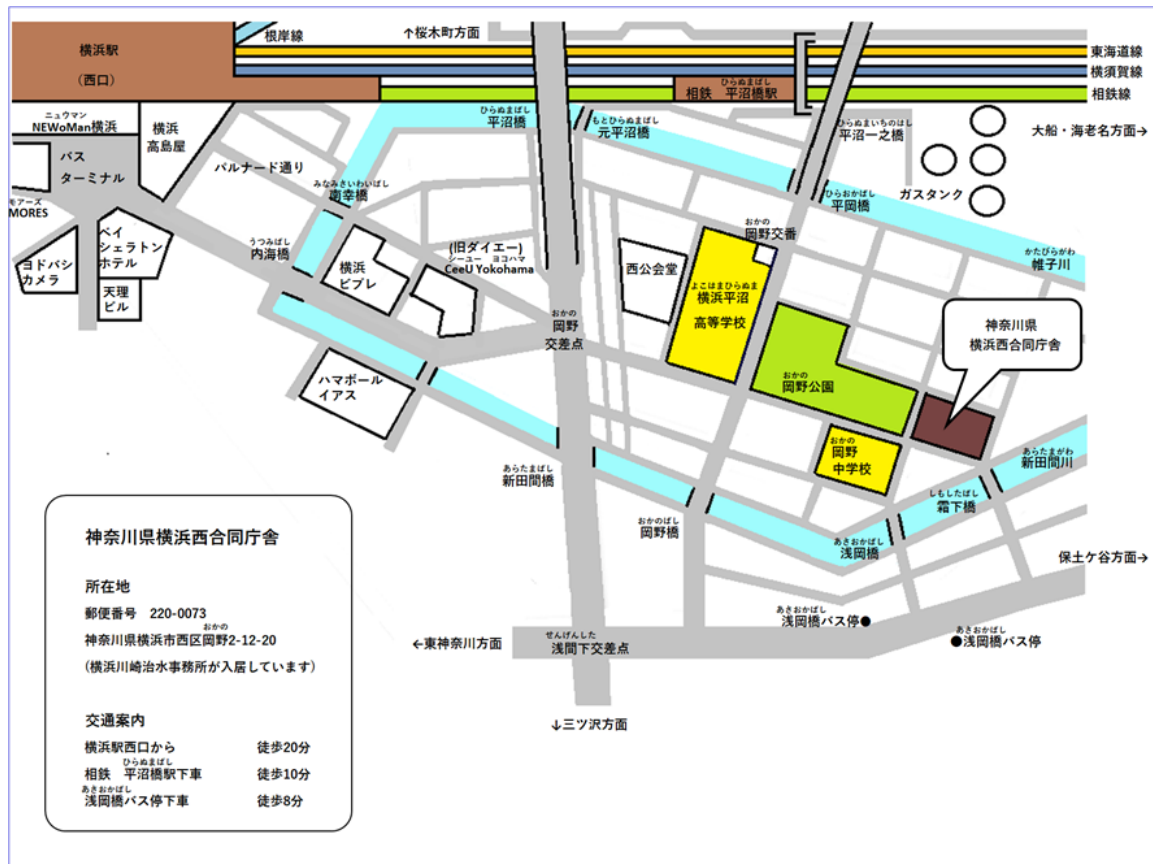 根岸線
↑桜木町方面
横浜駅
(西口)
東海道線
横須賀線
相鉄線
ひらぬまばし
相鉄 平沼橋駅
大船・海老名方面→
ニュウマン
NEWoMan横浜
横浜
高島屋
バス
ターミナル
モアーズ
MORES
パルナード通り
ひらぬまばし
平沼橋
もとひらぬまばし
元平沼橋
ひらぬまいちのはし
平沼一之橋
ガスタンク
みなみさいわいばし
南幸橋
ひらおかばし
平岡橋
ベイ
シェラトン
ホテル
ヨドバシ
カメラ
天理
ビル
うつみばし
内海橋
横浜
ビブレ
(旧ダイエー)
シーユー ヨコハマ
CeeU Yokohama
西公会堂
おかの
岡野交番
よこはまひらぬま
横浜平沼
高等学校
かたびらがわ
帷子川
おかの
岡野
交差点
神奈川県
横浜西合同庁舎
ハマボール
イアス
おかの
岡野公園
おかの
岡野
中学校
あらたまがわ
新田間川
あらたまばし
新田間橋
しもしたばし
霜下橋
おかのばし
岡野橋
あさおかばし
浅岡橋
保土ケ谷方面→
あさおかばし
浅岡橋バス停●
あさおかばし
●浅岡橋バス停
←東神奈川方面
せんげんした
浅間下交差点
↓三ツ沢方面
神奈川県横浜西合同庁舎
所在地
郵便番号 220-0073
おかの
神奈川県横浜市西区岡野2-12-20
(横浜川崎治水事務所が入居しています)
交通案内
横浜駅西口から 徒歩20分
ひらぬまばし
相鉄 平沼橋駅下車 徒歩10分
あさおかばし
浅岡橋バス停下車 徒歩8分